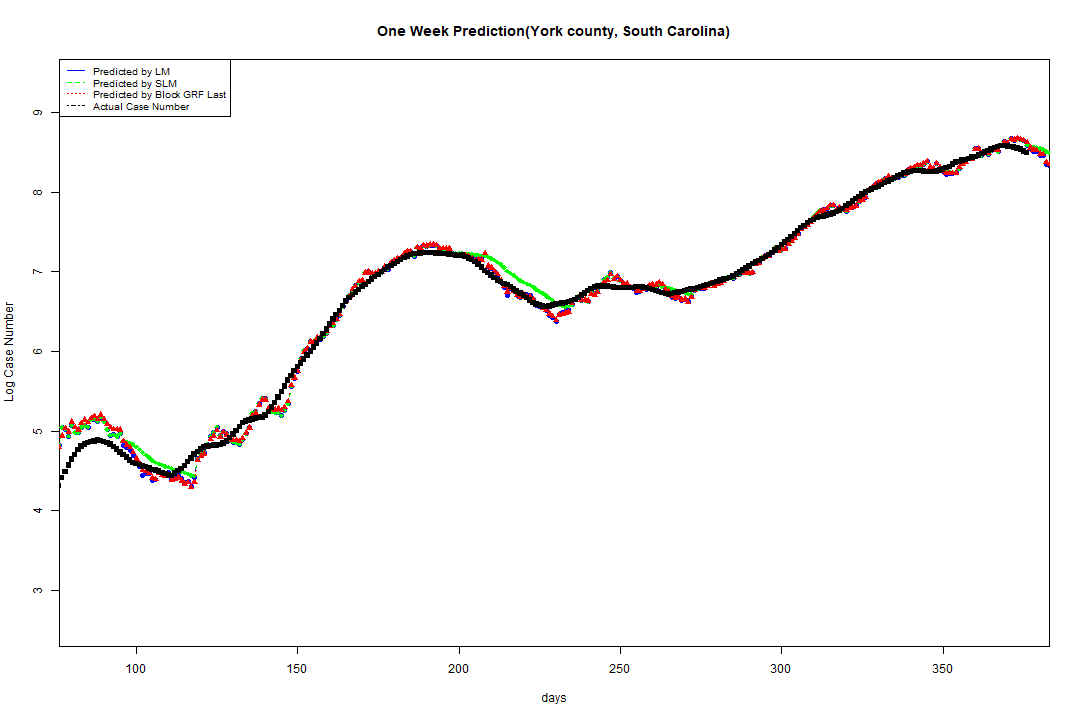 One Week Prediction(York county, South Carolina)
Predicted by LM
Predicted by SLM
Predicted by Block GRF Last
Actual Case Number
9
8
7
6
5
4
3
Log Case Number
100 150 200 250 300 350
days